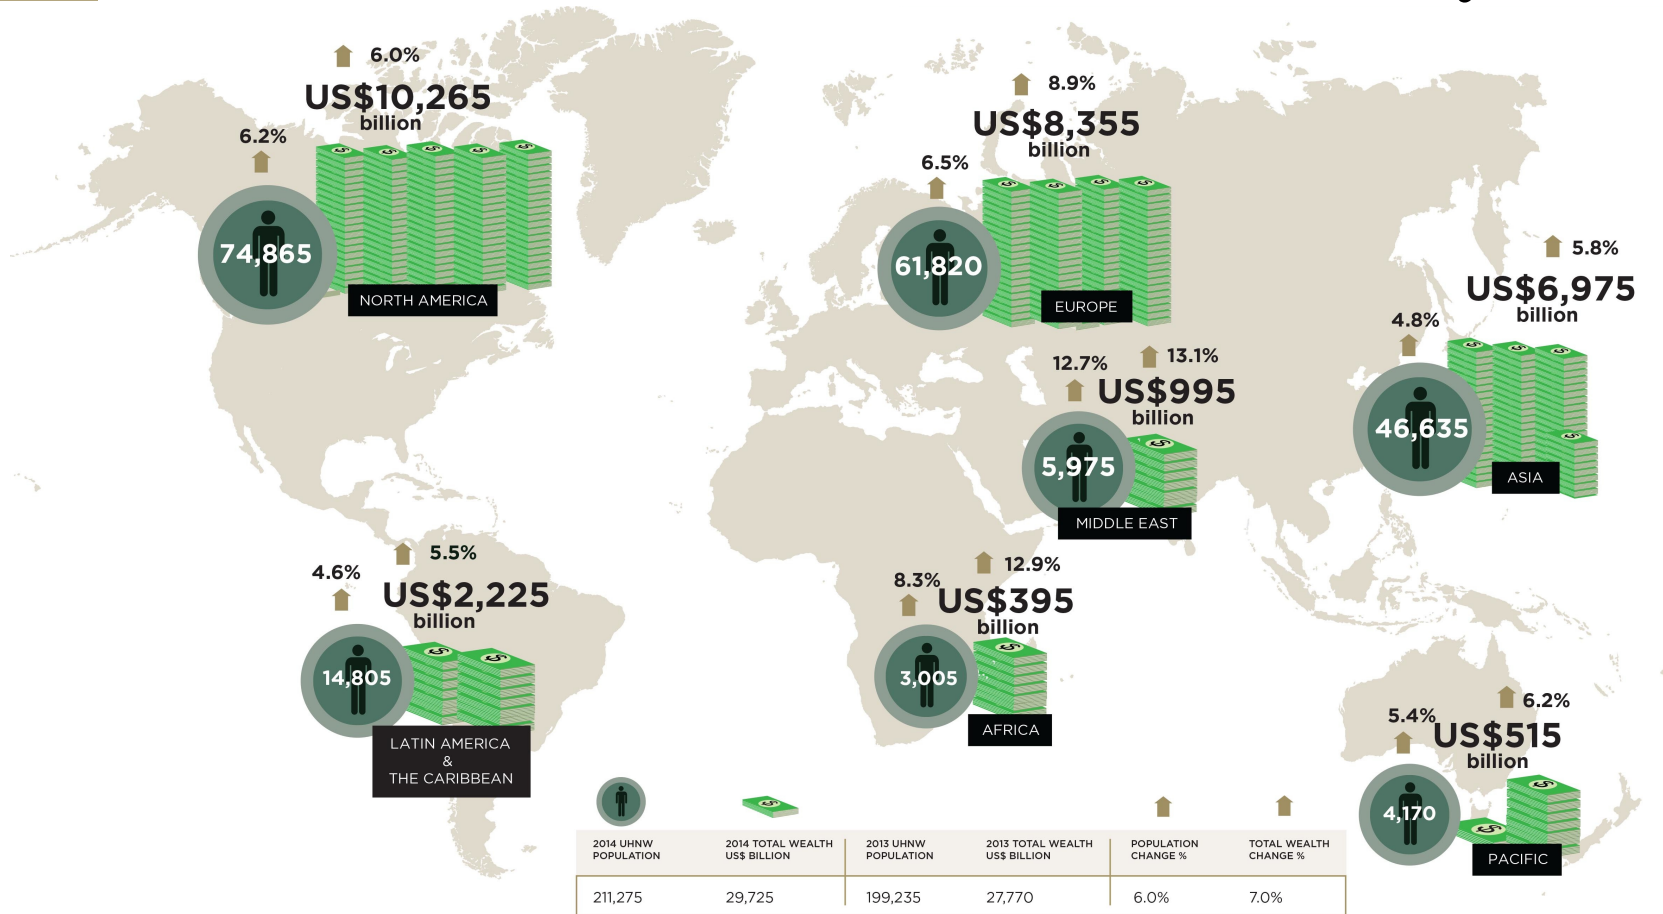 6.0%
US$10,265
billion
6.2%
74,865
NORTH AMERICA
8.9%
US$8,355
billion
6.5%
61,820
EUROPE
5.8%
US$6,975
billion
4.8%
46,635
ASIA
13.1%
12.7%
US$995
billion
5,975
MIDDLE EAST
5.5%
4.6%
US$2,225
billion
14,805
LATIN AMERICA
&
THE CARIBBEAN
12.9%
8.3%
US$395
billion
3,005
AFRICA
6.2%
5.4%
US$515
billion
4,170
PACIFIC
2014 UHNW POPULATION
2014 TOTAL WEALTH US$ BILLION
2013 UHNW POPULATION
2013 TOTAL WEALTH US$ BILLION
POPULATION CHANGE %
TOTAL WEALTH CHANGE %
211,275 29,725 199,235 27,770 6.0% 7.0%